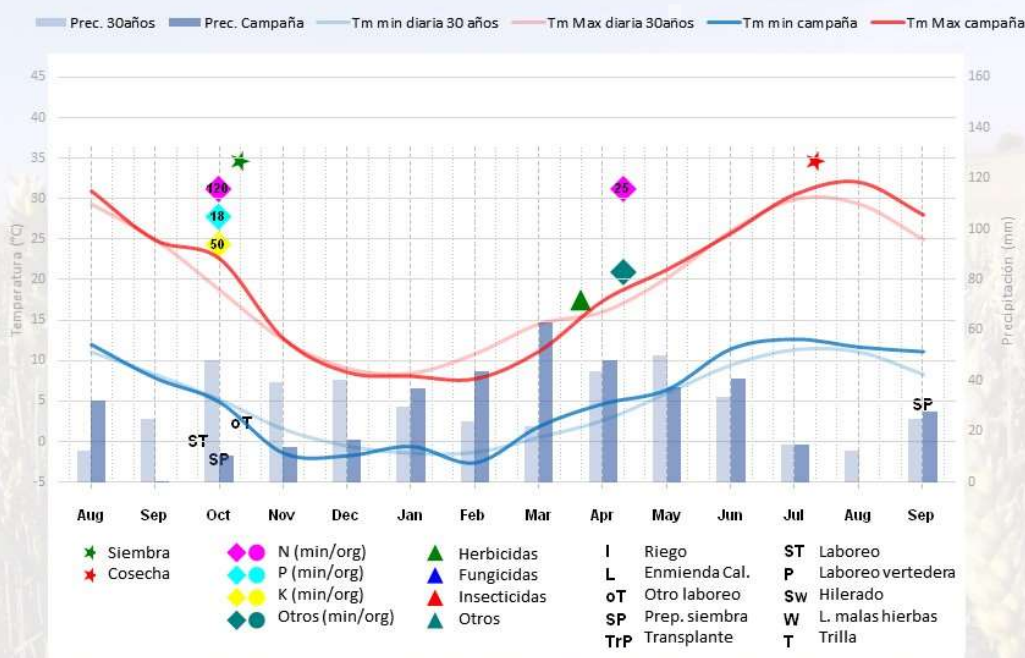 Prec. 30años Prec. Campaña Tm min diaria 30 años Tm Max diaria 30años Tm min campaña Tm Max campaña
45 160
40 140
35 120
30 100
25 80
20 60
15 40
10 20
5 0
0
-5
Temperatura (°C)
Precipitación (mm)
120 25
18
50
SP
oT
ST
SP
Aug Sep Oct Nov Dec Jan Feb Mar Apr May Jun Jul Aug Sep
Siembra N (min/org) Herbicidas I Riego ST Laboreo
Cosecha P (min/org) Fungicidas L Enmienda Cal. P Laboreo vertedera
K (min/org) Insecticidas oT Otro laboreo Sw Hilerado
Otros (min/org) Otros SP Prep. siembra W L. malas hierbas
TrP Transplante T Trilla